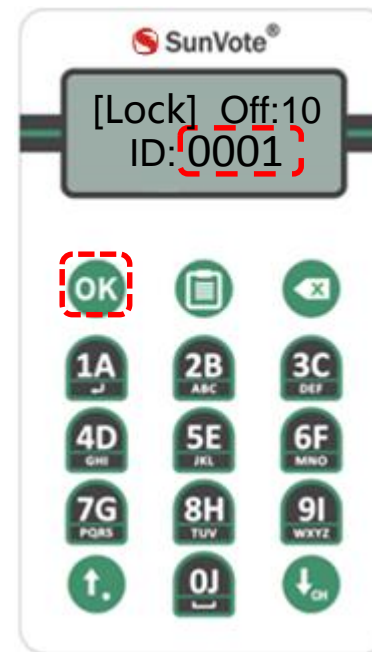 SunVote®
[Lock] Off:10
ID: 0001
OK
1A 2B 3C
↵ ABC DEF
4D 5E 6F
GHI JKL MNO
7G 8H 9I
PQRS TUV WXYZ
. 0J CH